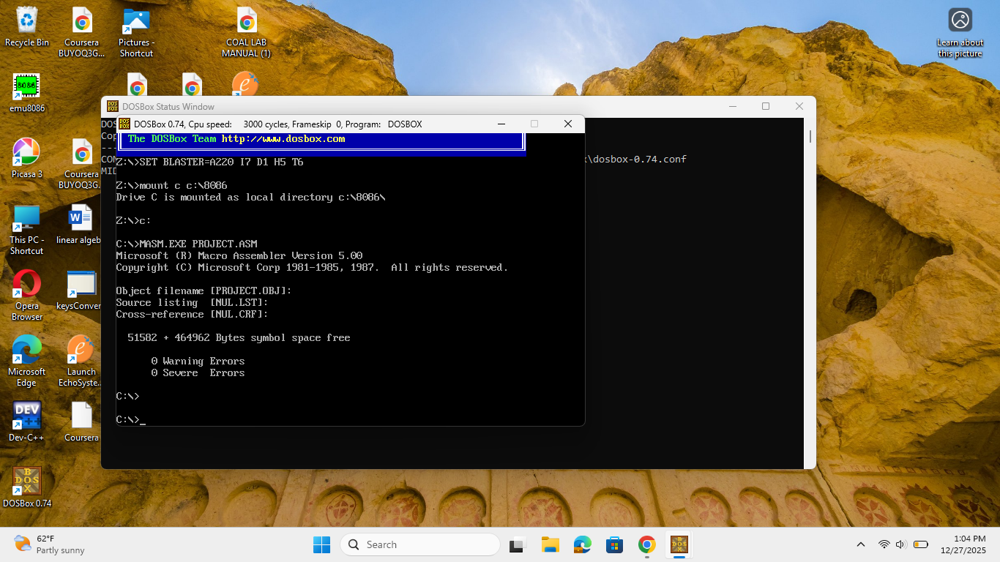 Recycle Bin
Coursera
BUYOQ3G...
Pictures -
Shortcut
COAL LAB
MANUAL (1)
Learn about
this picture
8086
emu8086
Picasa 3
Coursera
BUYOQ3G.
This PC -
Shortcut
linear algeb
Opera
Browser
keysConver
Microsoft
Edge
Launch
EchoSyste..
DEV
Dev-C++
Coursera
DOSBox 0.74
DOSBox Status Window
DOS
Cop
---
CON
x\dosbox-0.74.conf
MID
DOSBox 0.74, Cpu speed: 3000 cycles, Frameskip 0, Program: DOSBOX
The DOSBox Team http://www.dosbox.com
Z:\>SET BLASTER=A220 I7 D1 H5 T6
Z:\>mount c c:\8086
Drive C is mounted as local directory c:\8086\
Z:\>c:
C:\>MASM.EXE PROJECT.ASM
Microsoft (R) Macro Assembler Version 5.00
Copyright (C) Microsoft Corp 1981-1985, 1987.  All rights reserved.
Object filename [PROJECT.OBJ]:
Source listing  [NUL.LST]:
Cross-reference [NUL.CRF]:
51582 + 464962 Bytes symbol space free
0 Warning Errors
0 Severe  Errors
C:\>
C:\>_
62°F
Partly sunny
Search
1:04 PM
12/27/2025